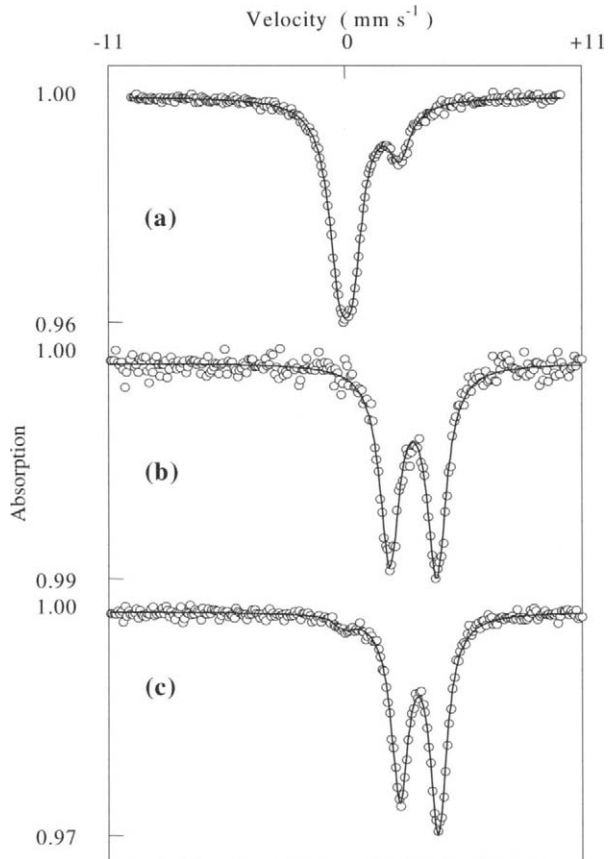 Velocity ( mm s⁻¹ )
-11 0 +11
1.00
(a)
0.96
1.00
Absorption
(b)
0.99
1.00
(c)
0.97